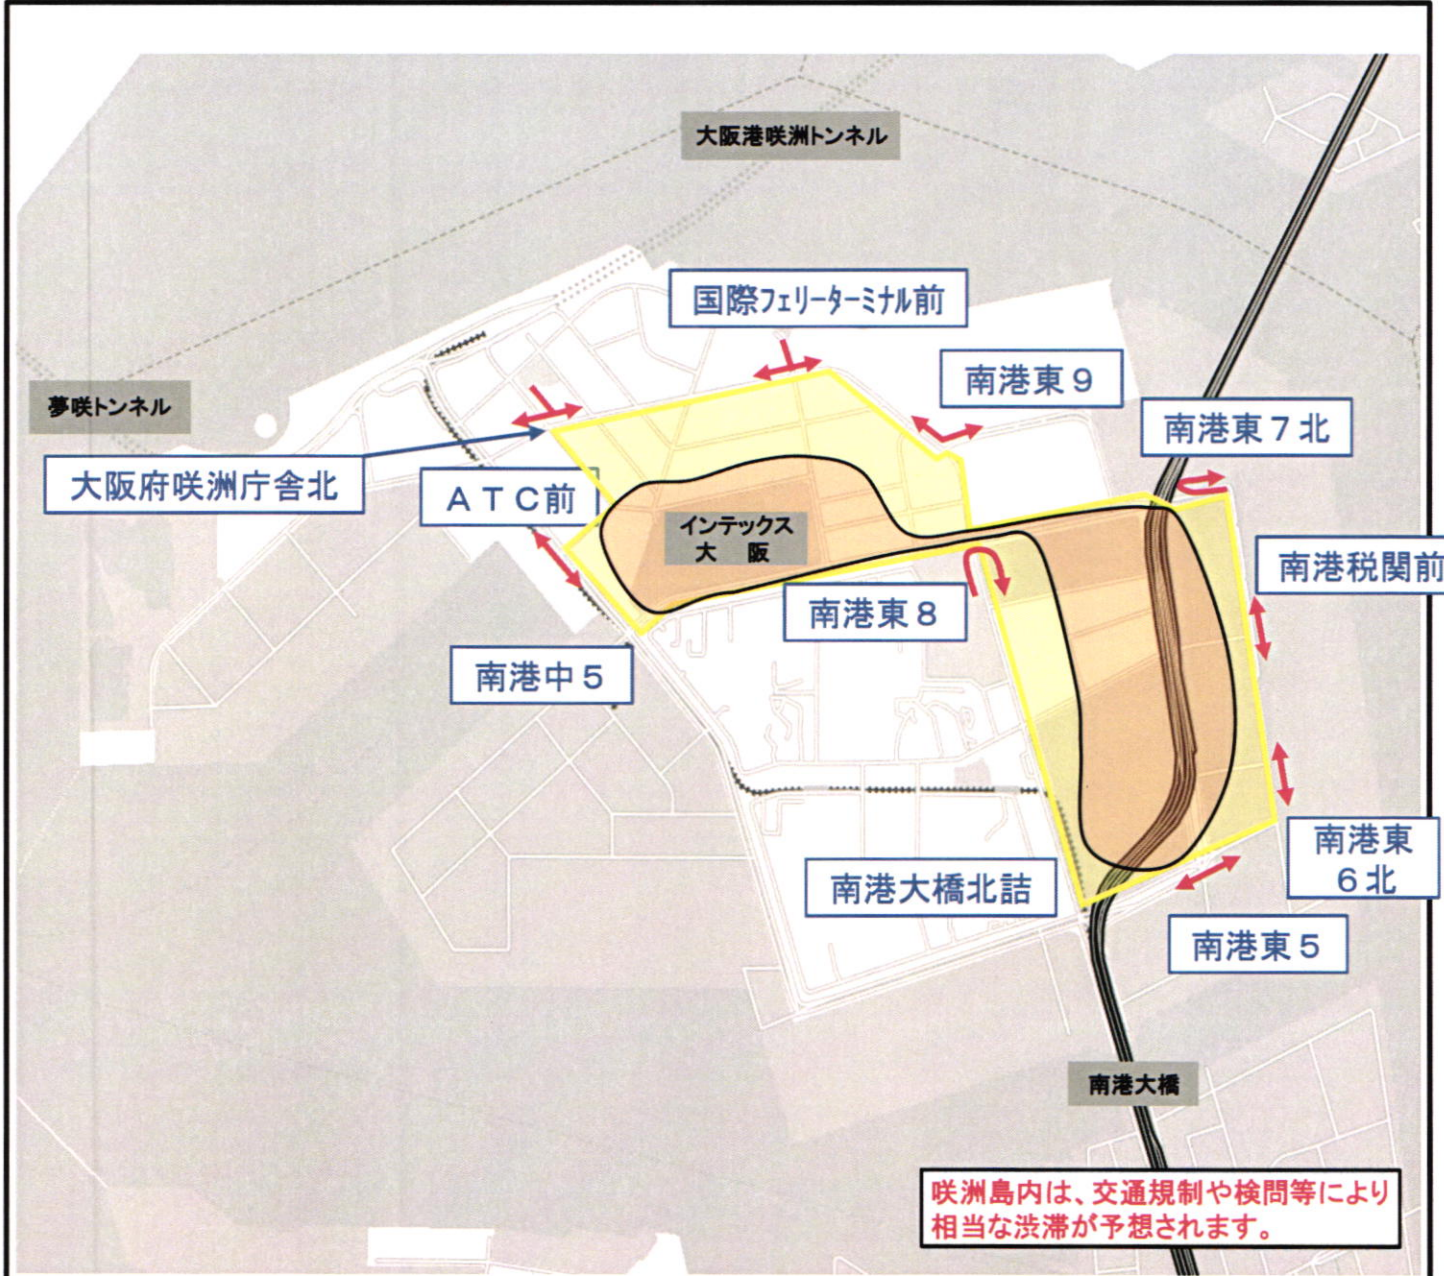 大阪港咲洲トンネル
国際フェリーターミナル前
南港東9
夢咲トンネル
南港東7北
大阪府咲洲庁舎北
ATC前
インテックス
大 阪
南港税関前
南港東8
南港中5
南港東
6北
南港大橋北詰
南港東5
南港大橋
咲洲島内は、交通規制や検問等により
相当な渋滞が予想されます。